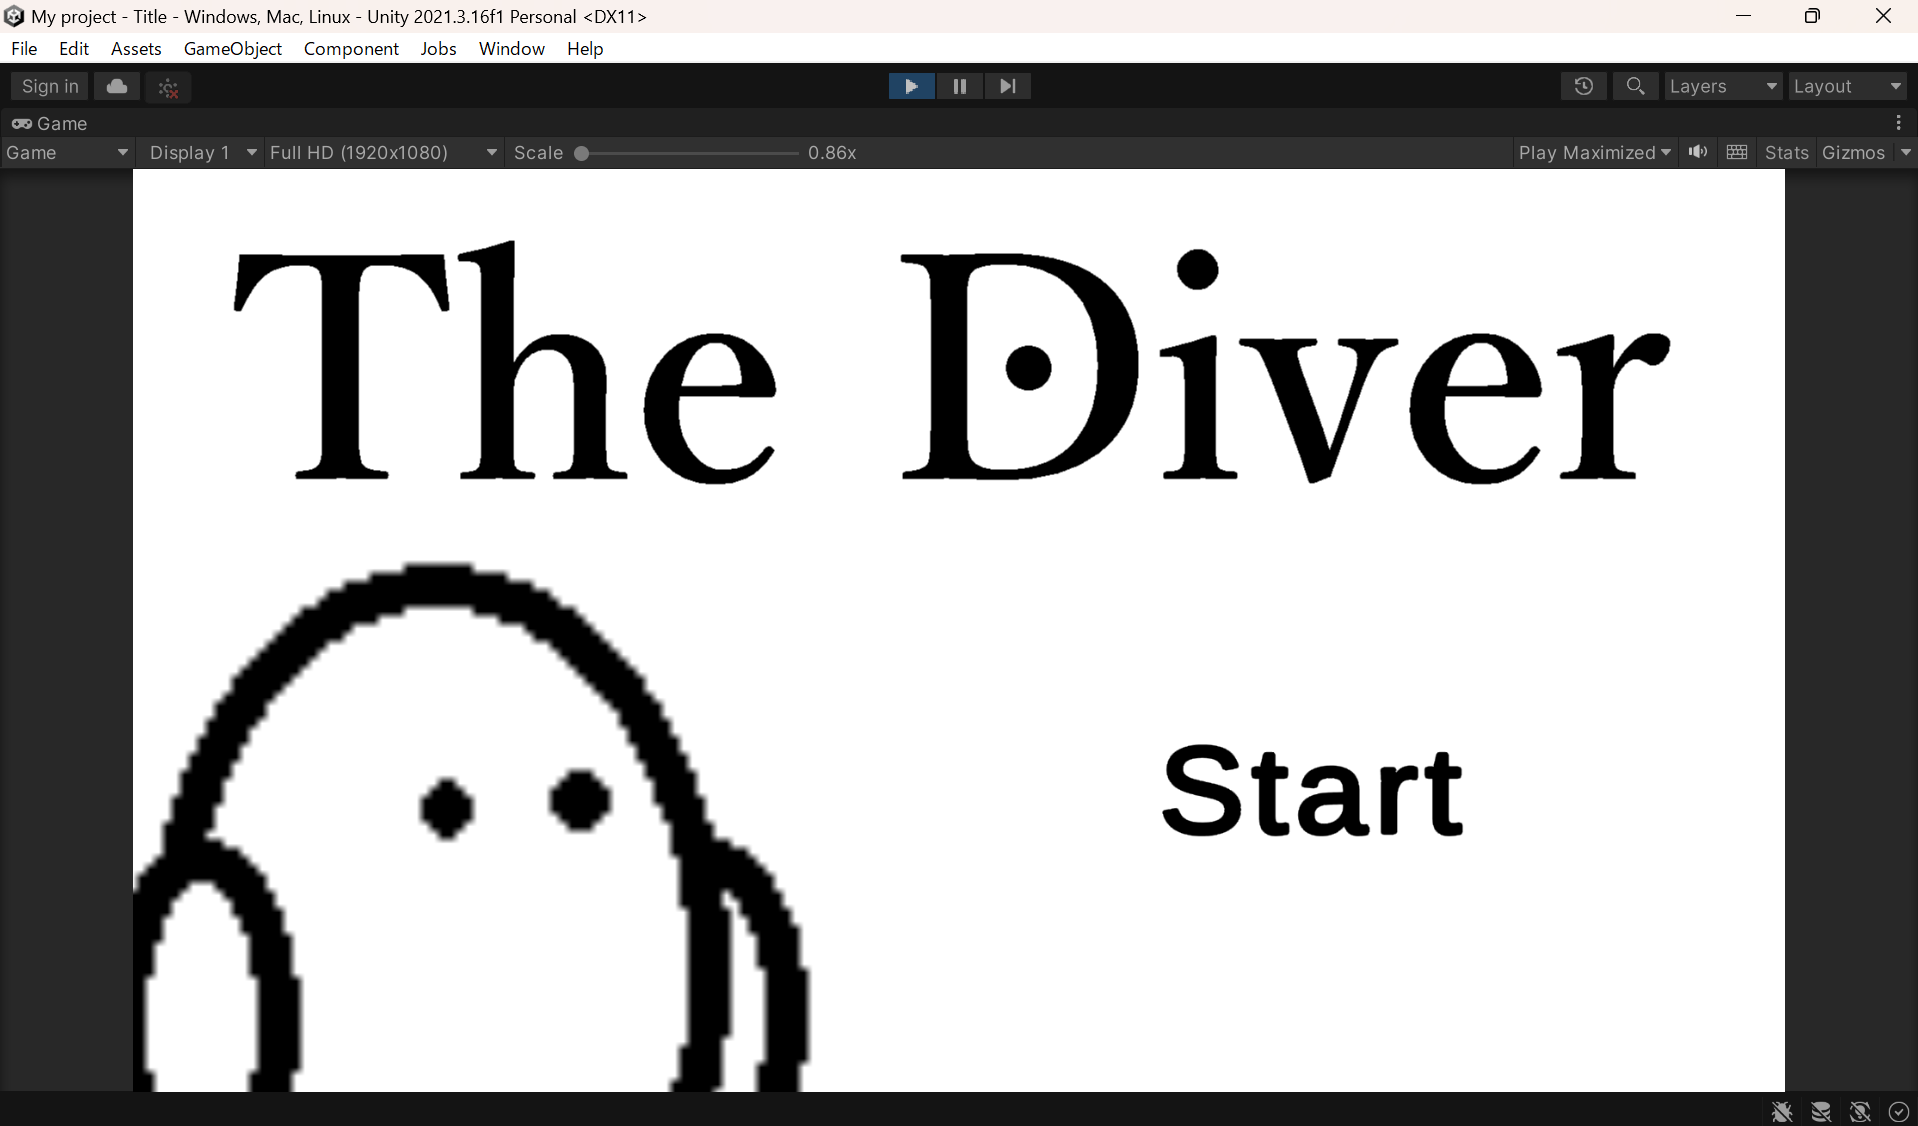 My project - Title - Windows, Mac, Linux - Unity 2021.3.16f1 Personal <DX11>
File Edit Assets GameObject Component Jobs Window Help
Sign in Layers Layout
Game
Game Display 1 Full HD (1920x1080) Scale 0.86x Play Maximized Stats Gizmos
The Diver
Start